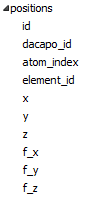 positions
id
dacapo_id
atom_index
element_id
x
y
z
f_x
f_y
f_z